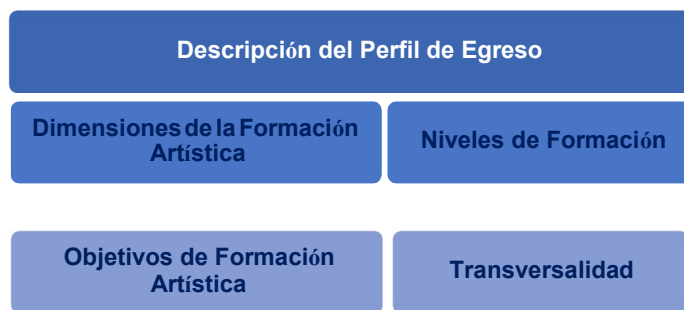 Descripción del Perfil de Egreso
Dimensiones de la Formación
Artística
Niveles de Formación
Objetivos de Formación
Artística
Transversalidad